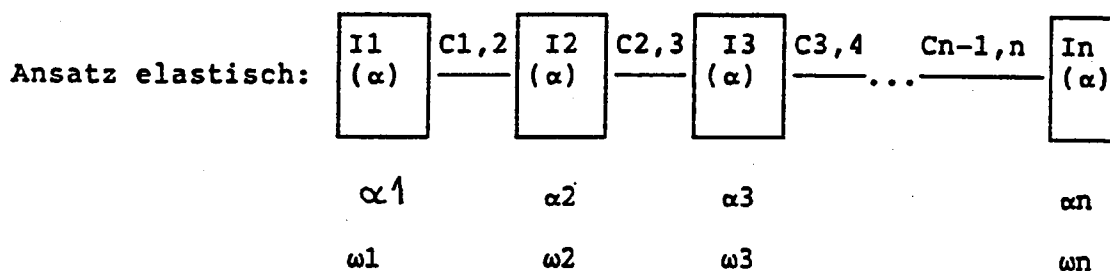 I1 C1,2 I2 C2,3 I3 C3,4 Cn-1,n In
Ansatz elastisch: (α) (α) (α) ... (α)
α1 α2 α3 αn
ω1 ω2 ω3 ωn